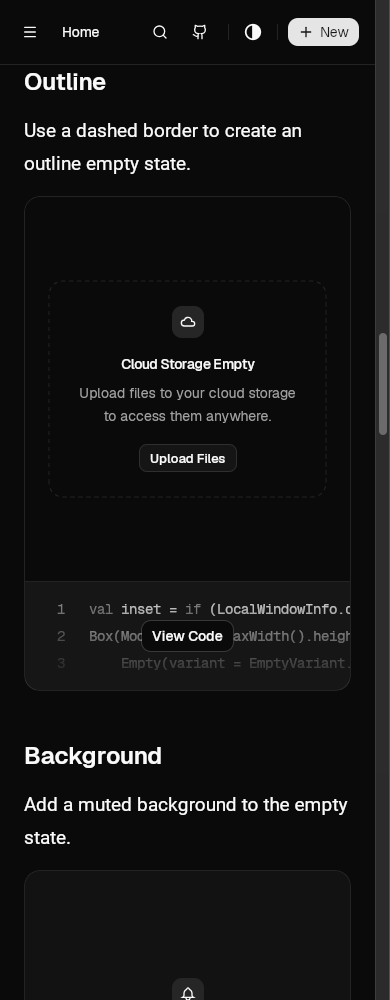 Home
New
Outline
Use a dashed border to create an
outline empty state.
Cloud Storage Empty
Upload files to your cloud storage
to access them anywhere.
Upload Files
1 val inset = if (LocalWindowInfo.c
2 Box(Moc View Code axWidth().heigh
3 Empty(variant = EmptyVariant.
Background
Add a muted background to the empty
state.